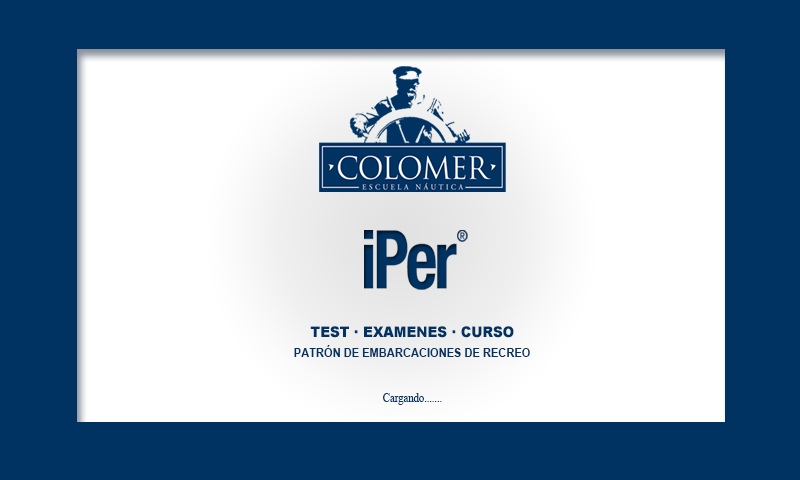 ·COLOMER·
ESCUELA NÁUTICA
iPer®
TEST · EXAMENES · CURSO
PATRÓN DE EMBARCACIONES DE RECREO
Cargando.......